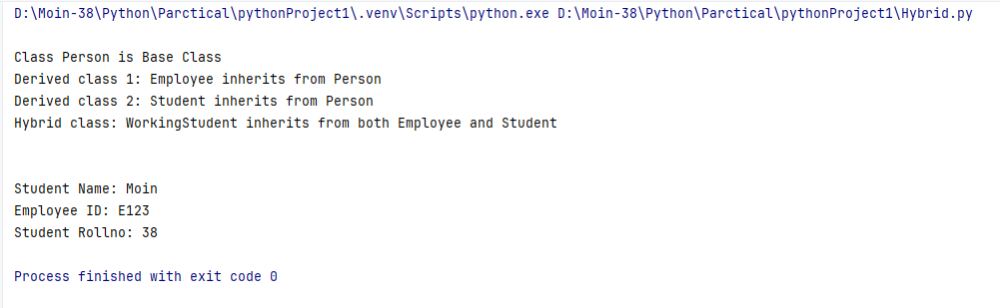 D:\Moin-38\Python\Parctical\pythonProject1\.venv\Scripts\python.exe D:\Moin-38\Python\Parctical\pythonProject1\Hybrid.py
Class Person is Base Class
Derived class 1: Employee inherits from Person
Derived class 2: Student inherits from Person
Hybrid class: WorkingStudent inherits from both Employee and Student
Student Name: Moin
Employee ID: E123
Student Rollno: 38
Process finished with exit code 0